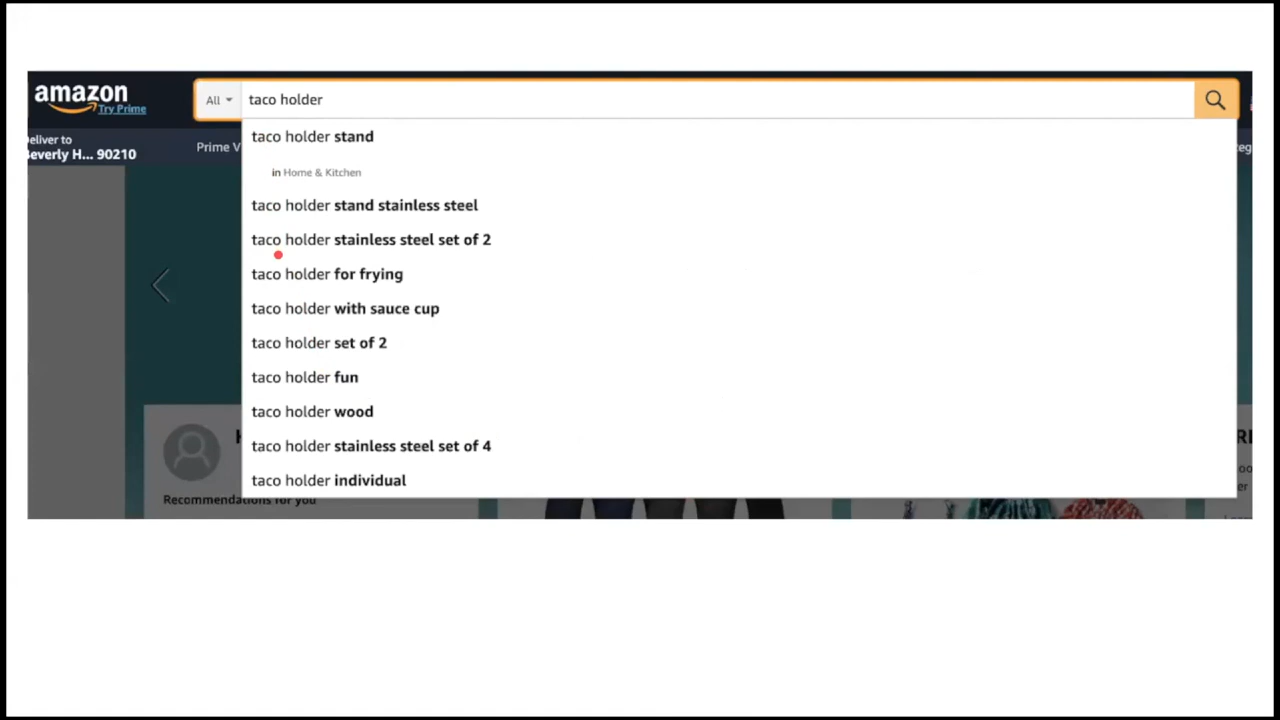 amazon
Try Prime
All
taco holder
eliver to
everly H... 90210
Prime V
taco holder stand
in Home & Kitchen
taco holder stand stainless steel
taco holder stainless steel set of 2
taco holder for frying
taco holder with sauce cup
taco holder set of 2
taco holder fun
taco holder wood
taco holder stainless steel set of 4
taco holder individual
Recommendations for you